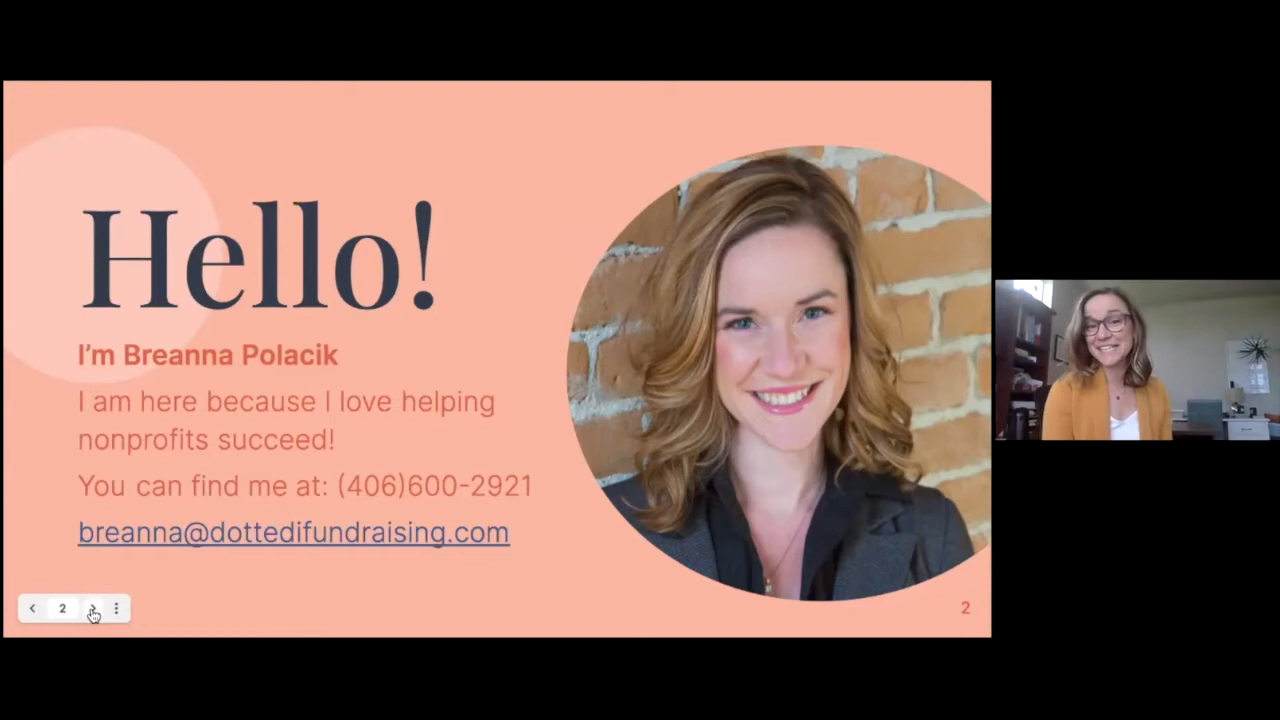 Hello!
I'm Breanna Polacik
I am here because I love helping
nonprofits succeed!
You can find me at: (406)600-2921
breanna@dottedifundraising.com
2
2